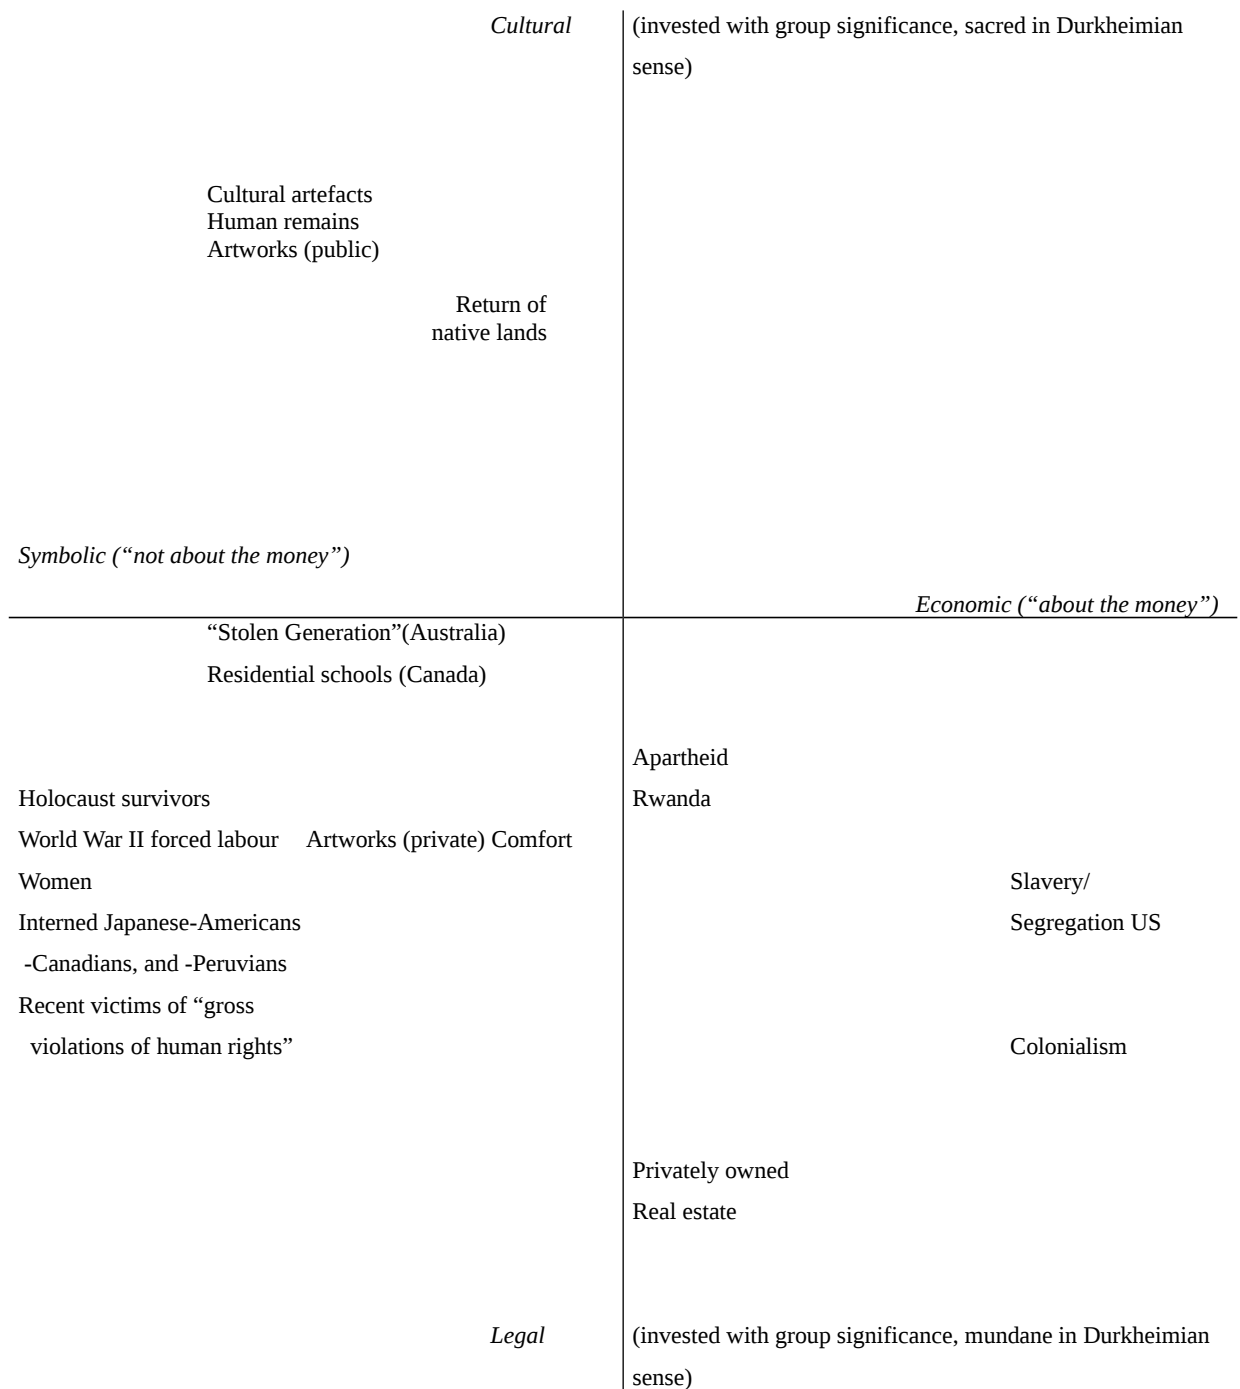 Cultural (invested with group significance, sacred in Durkheimian
sense)
Cultural artefacts
Human remains
Artworks (public)
Return of
native lands
Symbolic (“not about the money”)
Economic (“about the money”)
“Stolen Generation”(Australia)
Residential schools (Canada)
Apartheid
Holocaust survivors Rwanda
World War II forced labour Artworks (private) Comfort
Women Slavery/
Interned Japanese-Americans Segregation US
-Canadians, and -Peruvians
Recent victims of “gross
violations of human rights” Colonialism
Privately owned
Real estate
Legal (invested with group significance, mundane in Durkheimian
sense)